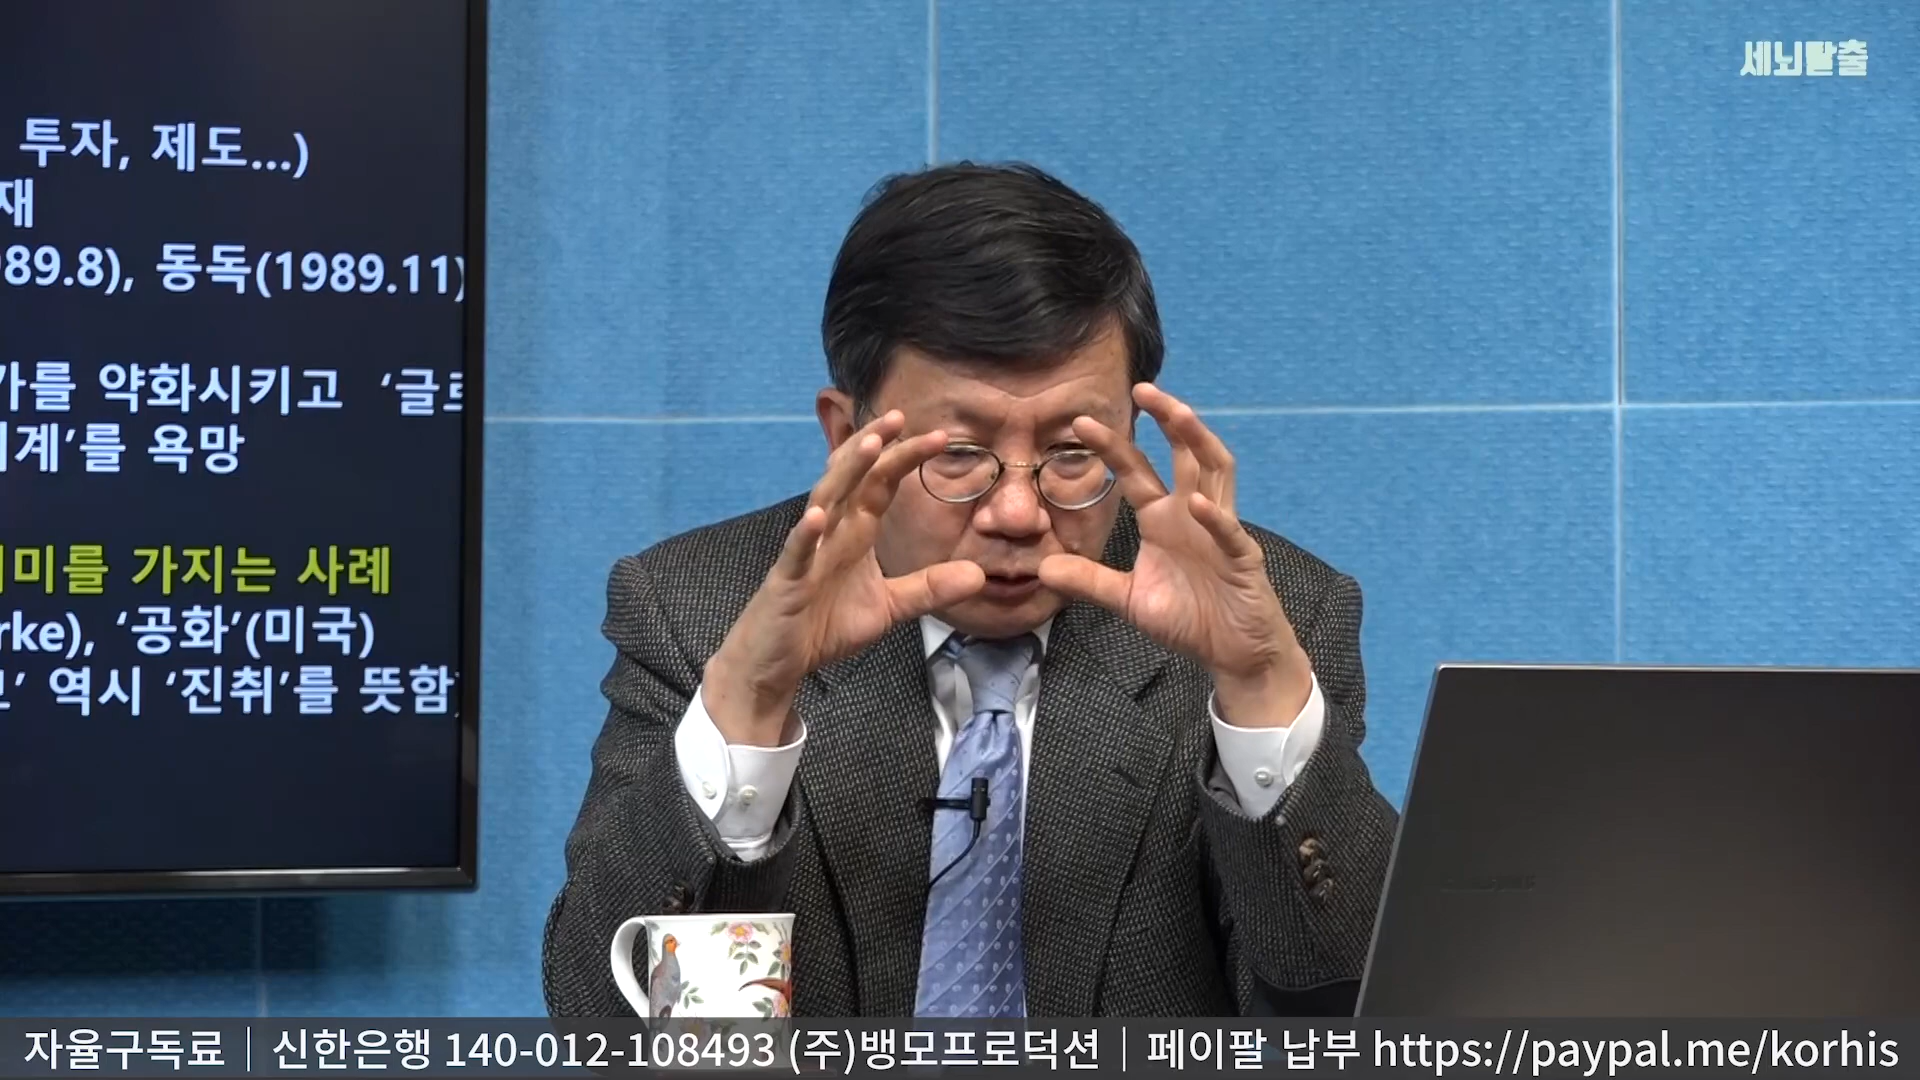 세뇌탈출
투자, 제도...)
재
89.8), 동독(1989.11)
가를 약화시키고 ‘글로
계’를 욕망
미를 가지는 사례
rke), ‘공화’(미국)
’ 역시 ‘진취’를 뜻함
자율구독료｜신한은행 140-012-108493 (주)뱅모프로덕션｜페이팔 납부 https://paypal.me/korhis